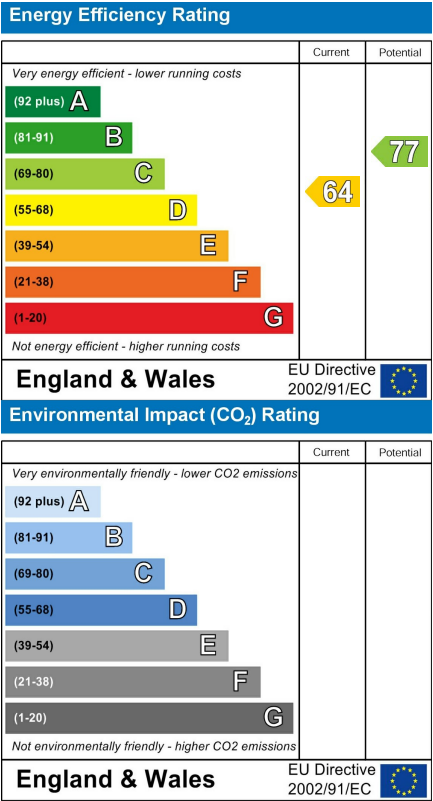 Energy Efficiency Rating
Current Potential
Very energy efficient - lower running costs
(92 plus) A
(81-91) B
(69-80) C
(55-68) D
(39-54) E
(21-38) F
(1-20) G
64
77
Not energy efficient - higher running costs
England & Wales
EU Directive
2002/91/EC
Environmental Impact (CO₂) Rating
Current Potential
Very environmentally friendly - lower CO2 emissions
(92 plus) A
(81-91) B
(69-80) C
(55-68) D
(39-54) E
(21-38) F
(1-20) G
Not environmentally friendly - higher CO2 emissions
England & Wales
EU Directive
2002/91/EC